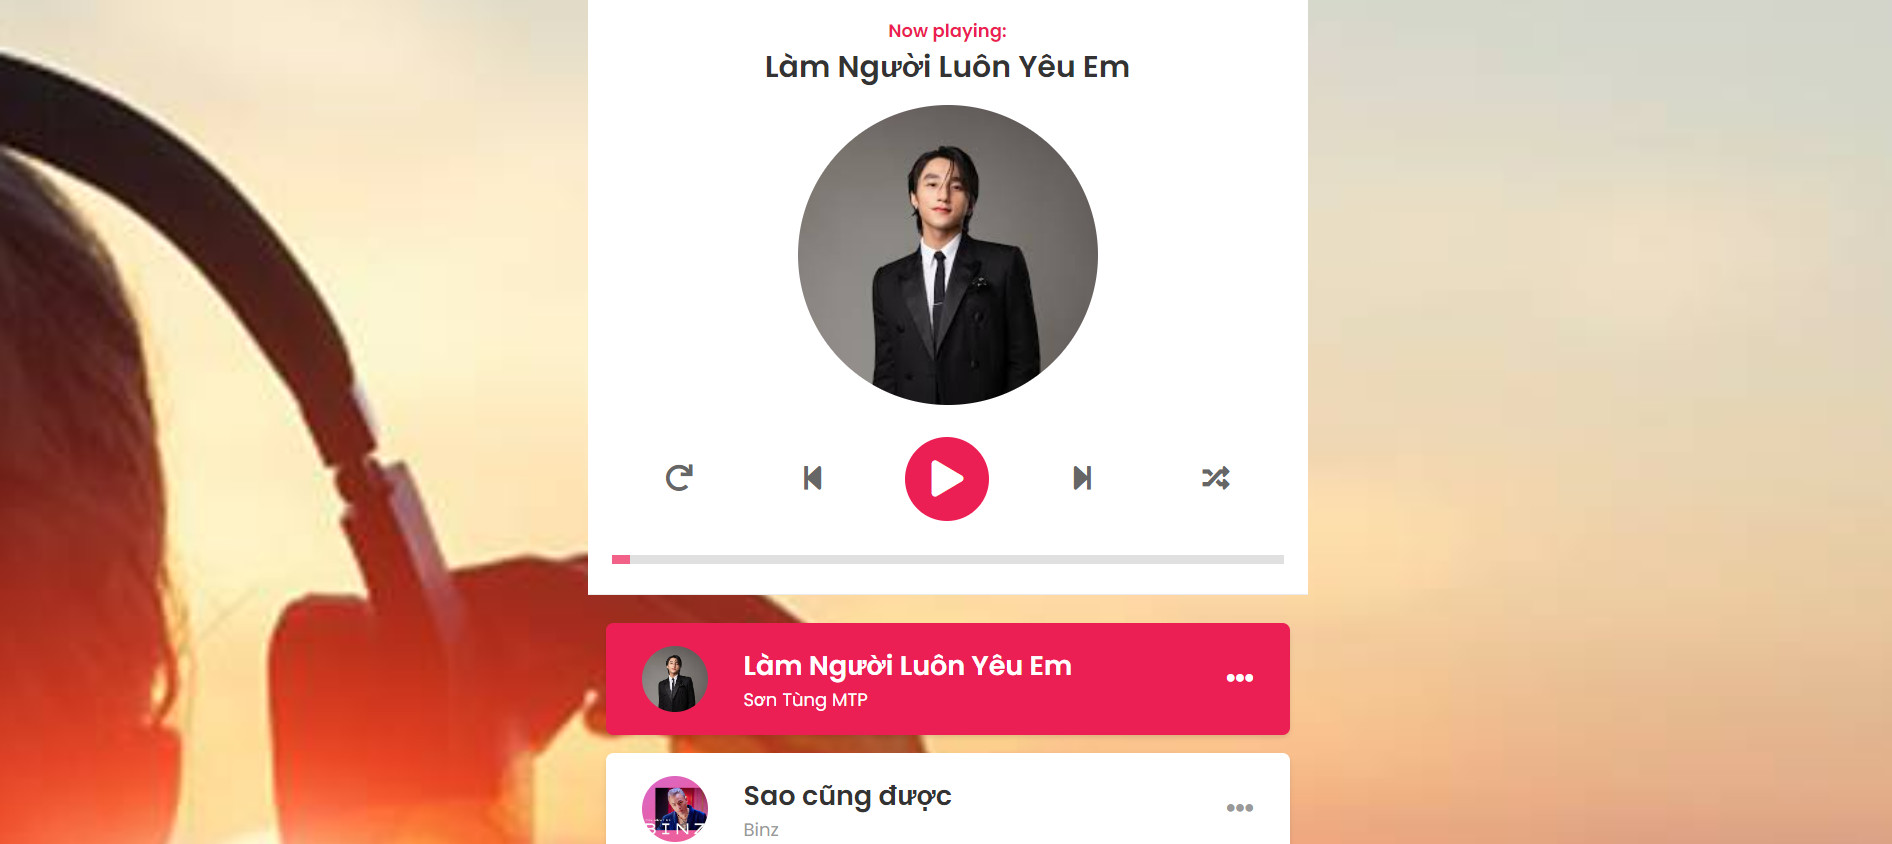 Now playing:
Làm Người Luôn Yêu Em
Làm Người Luôn Yêu Em
Sơn Tùng MTP
Sao cũng được
Binz
BINZ